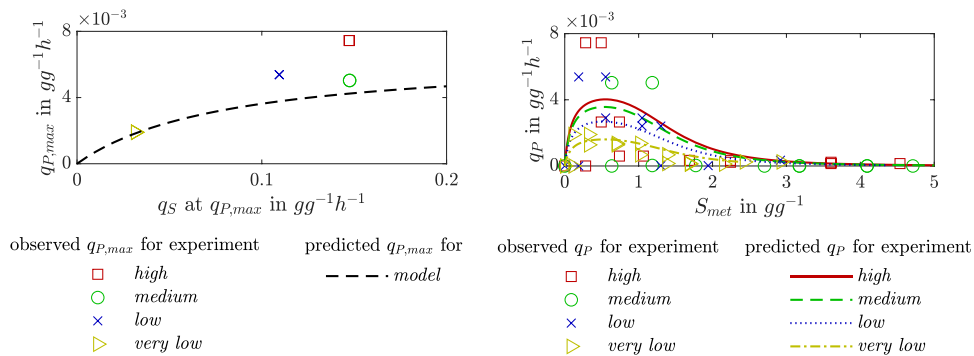 ×10⁻³
8
4
0
0
0.1
0.2
q_{P,max} in gg⁻¹h⁻¹
q_S at q_{P,max} in gg⁻¹h⁻¹
observed q_{P,max} for experiment
high
medium
low
very low
predicted q_{P,max} for
model
×10⁻³
8
4
0
0
1
2
3
4
5
q_P in gg⁻¹h⁻¹
S_{met} in gg⁻¹
observed q_P for experiment
high
medium
low
very low
predicted q_P for experiment
high
medium
low
very low